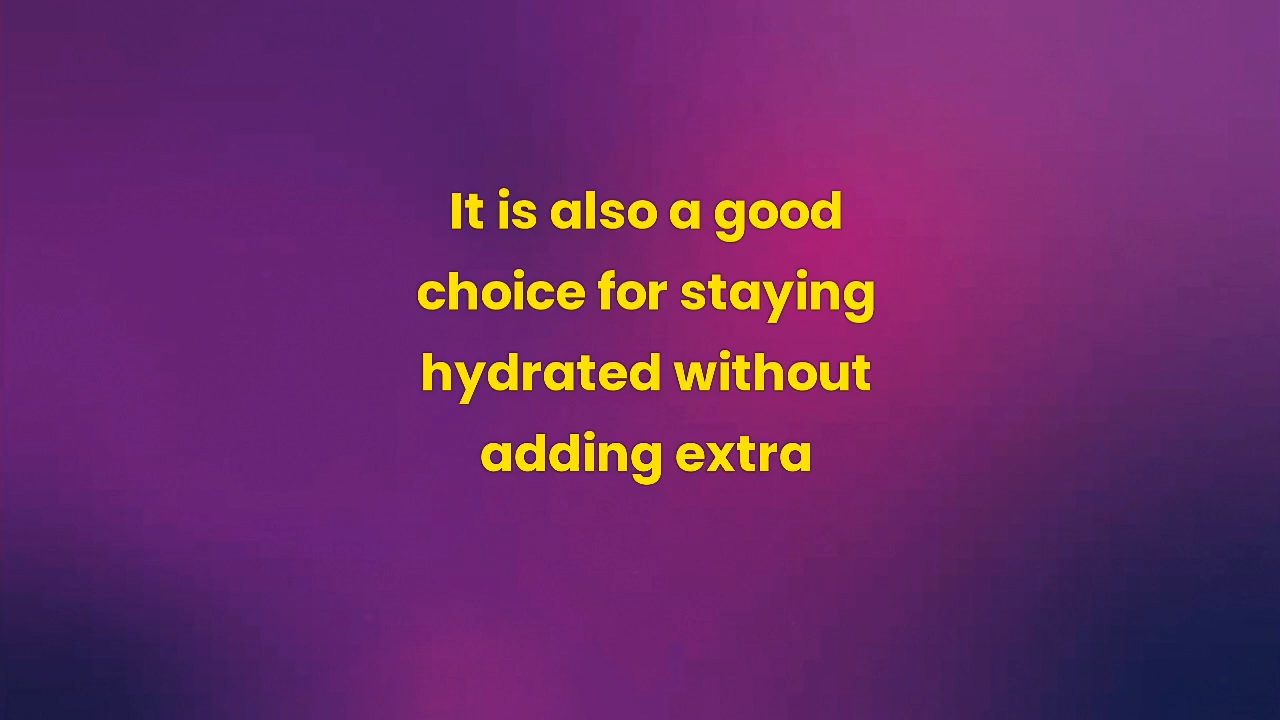 It is also a good
choice for staying
hydrated without
adding extra